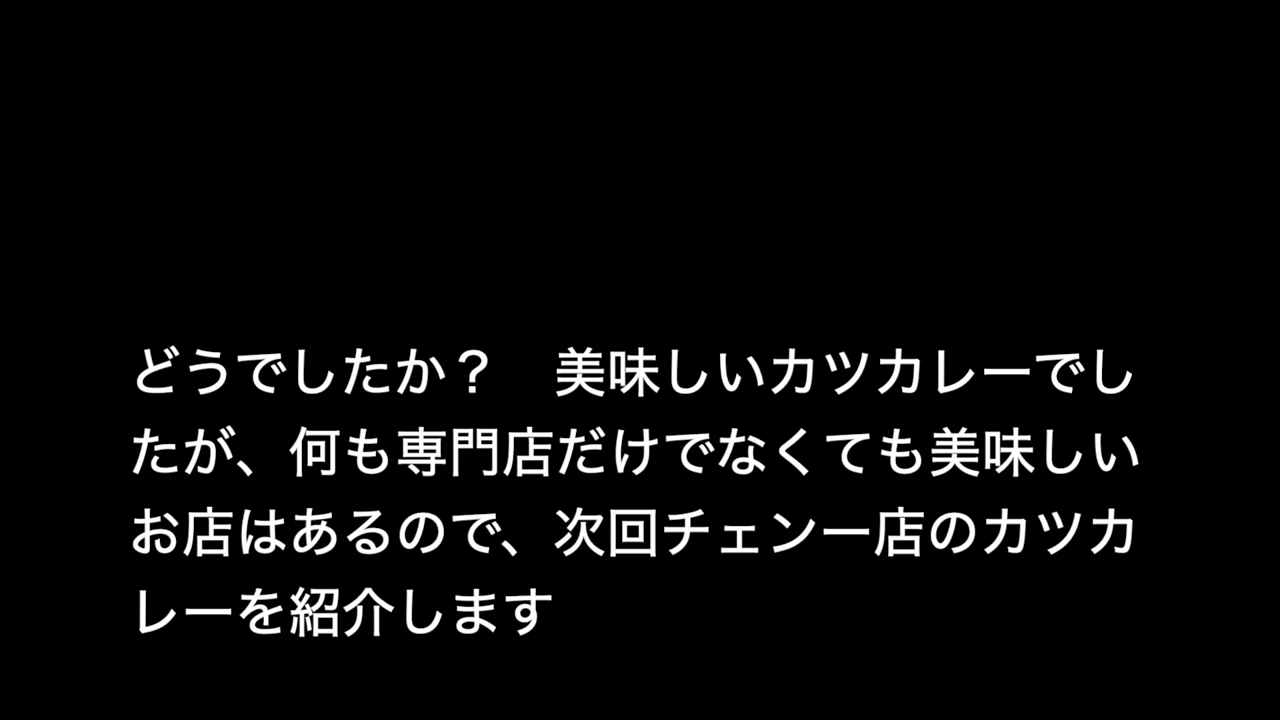 どうでしたか？　美味しいカツカレーでし
たが、何も専門店だけでなくても美味しい
お店はあるので、次回チェン一店のカツカ
レーを紹介します